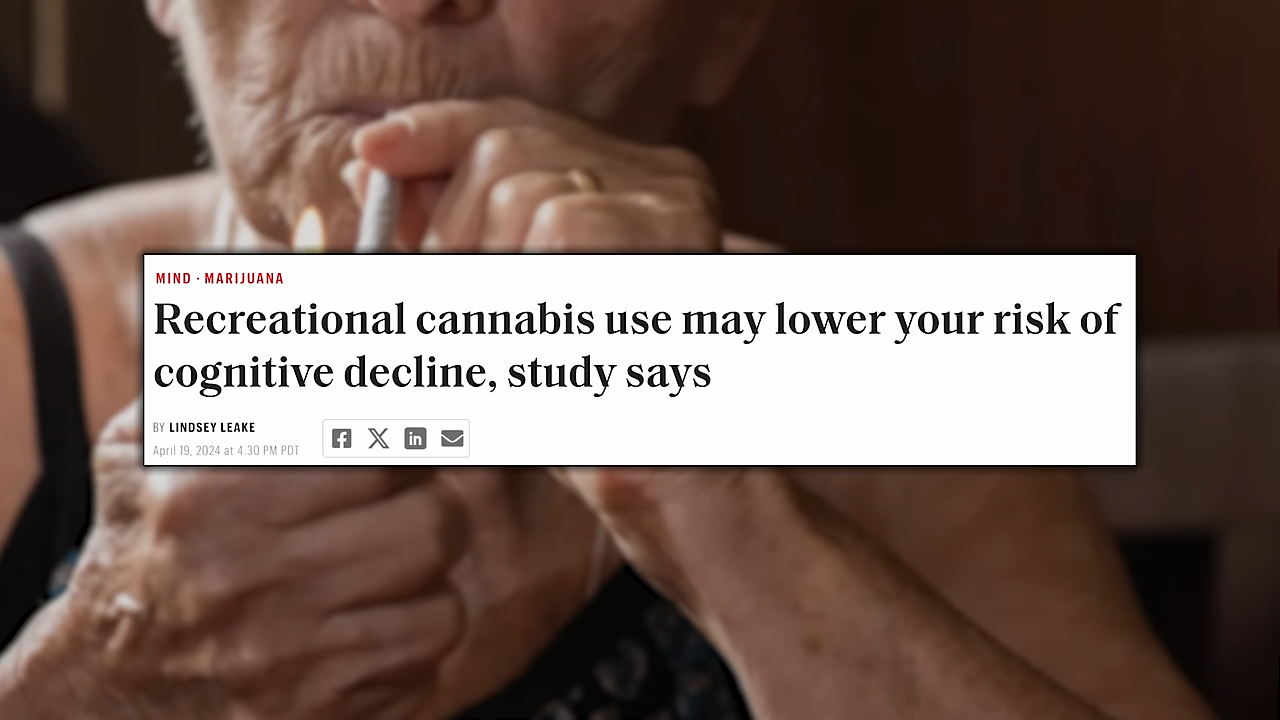 MIND · MARIJUANA
Recreational cannabis use may lower your risk of
cognitive decline, study says
BY LINDSEY LEAKE
April 19, 2024 at 4:30 PM PDT